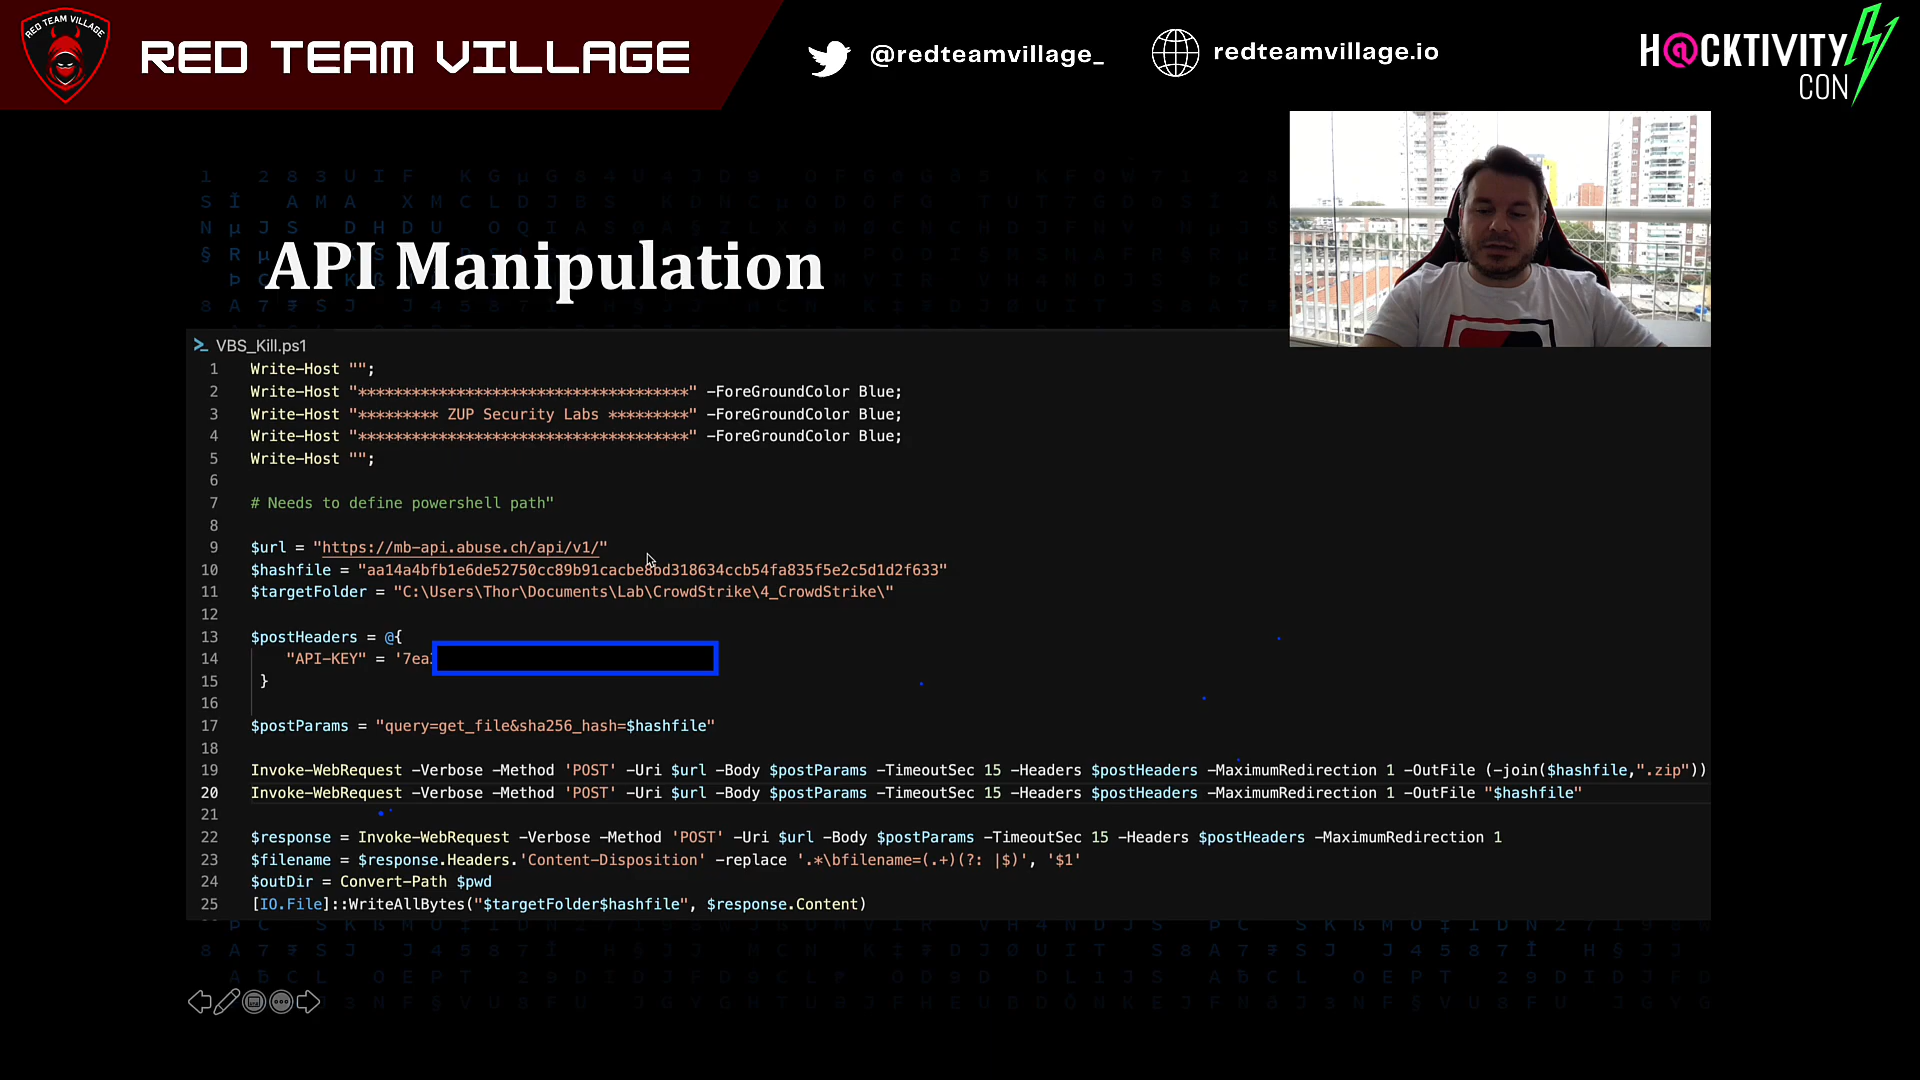 RED TEAM VILLAGE
RED TEAM VILLAGE
@redteamvillage_
redteamvillage.io
H@CKTIVITY
CON
API Manipulation
VBS_Kill.ps1
1 Write-Host "";
2 Write-Host "*************************************" -ForeGroundColor Blue;
3 Write-Host "********* ZUP Security Labs *********" -ForeGroundColor Blue;
4 Write-Host "*************************************" -ForeGroundColor Blue;
5 Write-Host "";
6
7 # Needs to define powershell path"
8
9 $url = "https://mb-api.abuse.ch/api/v1/"
10 $hashfile = "aa14a4bfb1e6de52750cc89b91cacbe8bd318634ccb54fa835f5e2c5d1d2f633"
11 $targetFolder = "C:\Users\Thor\Documents\Lab\CrowdStrike\4_CrowdStrike\"
12
13 $postHeaders = @{
14 "API-KEY" = '7ea
15 }
16
17 $postParams = "query=get_file&sha256_hash=$hashfile"
18
19 Invoke-WebRequest -Verbose -Method 'POST' -Uri $url -Body $postParams -TimeoutSec 15 -Headers $postHeaders -MaximumRedirection 1 -OutFile (-join($hashfile,".zip"))
20 Invoke-WebRequest -Verbose -Method 'POST' -Uri $url -Body $postParams -TimeoutSec 15 -Headers $postHeaders -MaximumRedirection 1 -OutFile "$hashfile"
21
22 $response = Invoke-WebRequest -Verbose -Method 'POST' -Uri $url -Body $postParams -TimeoutSec 15 -Headers $postHeaders -MaximumRedirection 1
23 $filename = $response.Headers.'Content-Disposition' -replace '.*\bfilename=(.+)(?: |$)', '$1'
24 $outDir = Convert-Path $pwd
25 [IO.File]::WriteAllBytes("$targetFolder$hashfile", $response.Content)